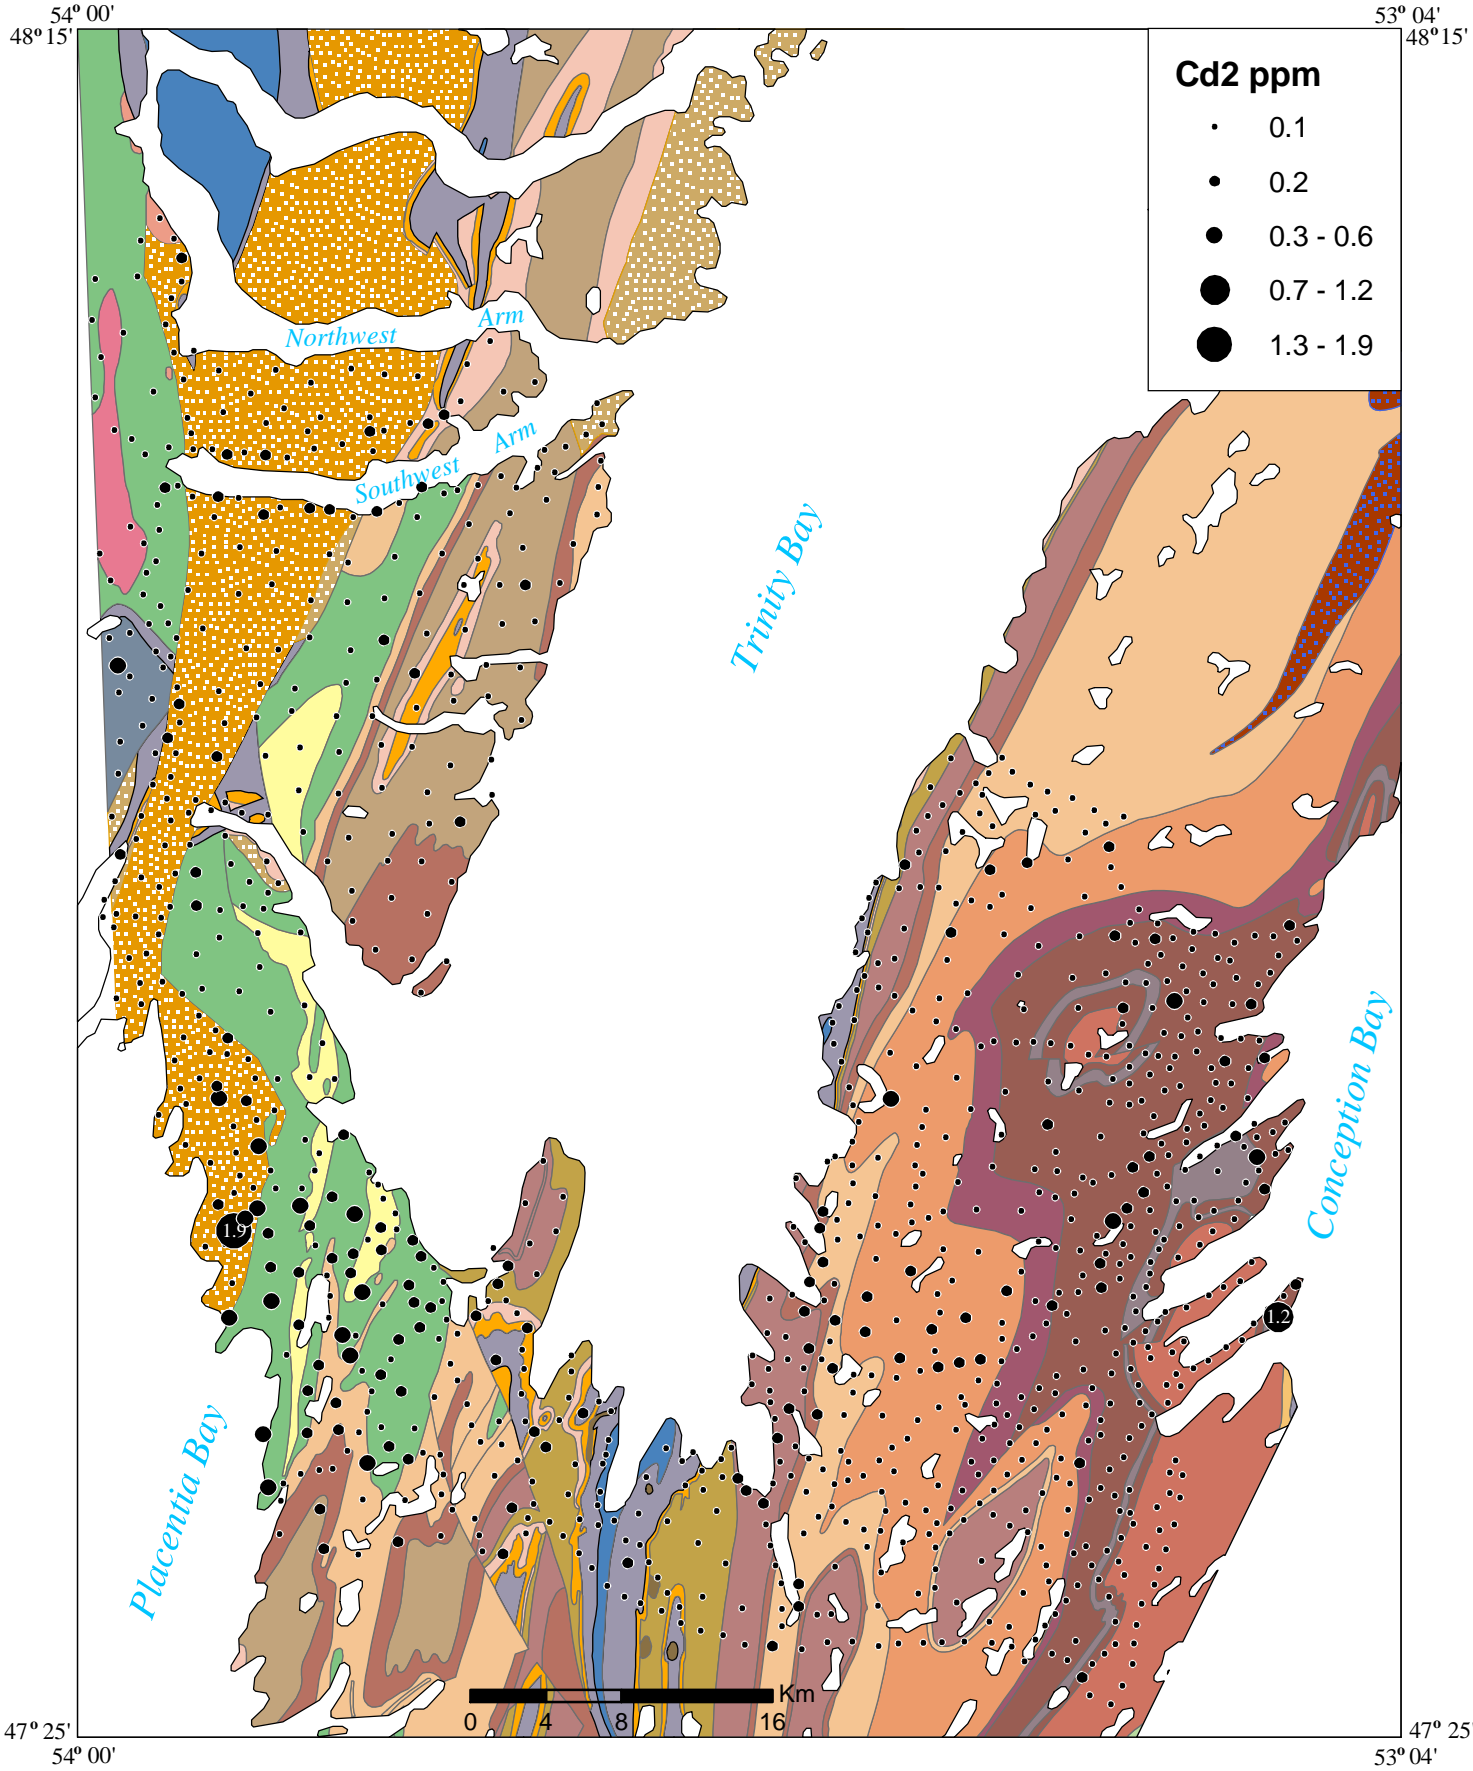 54° 00'
53° 04'
48° 15'
48° 15'
Cd2 ppm
0.1
0.2
0.3 - 0.6
0.7 - 1.2
1.3 - 1.9
Northwest Arm
Southwest Arm
Trinity Bay
Conception Bay
1.9
1.2
Placentia Bay
Km
0 4 8 16
47° 25'
47° 25'
54° 00'
53° 04'